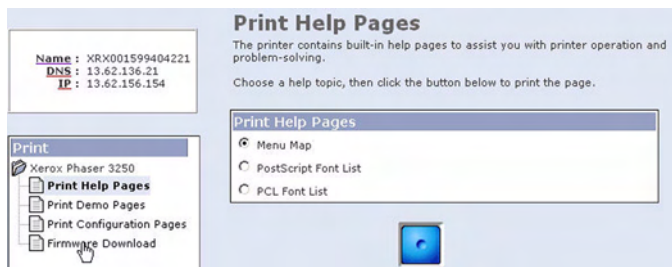 Name : XRX001599404221
DNS : 13.62.136.21
IP : 13.62.156.154
Print
Xerox Phaser 3250
Print Help Pages
Print Demo Pages
Print Configuration Pages
Firmware Download
Print Help Pages
The printer contains built-in help pages to assist you with printer operation and
problem-solving.
Choose a help topic, then click the button below to print the page.
Print Help Pages
Menu Map
PostScript Font List
PCL Font List